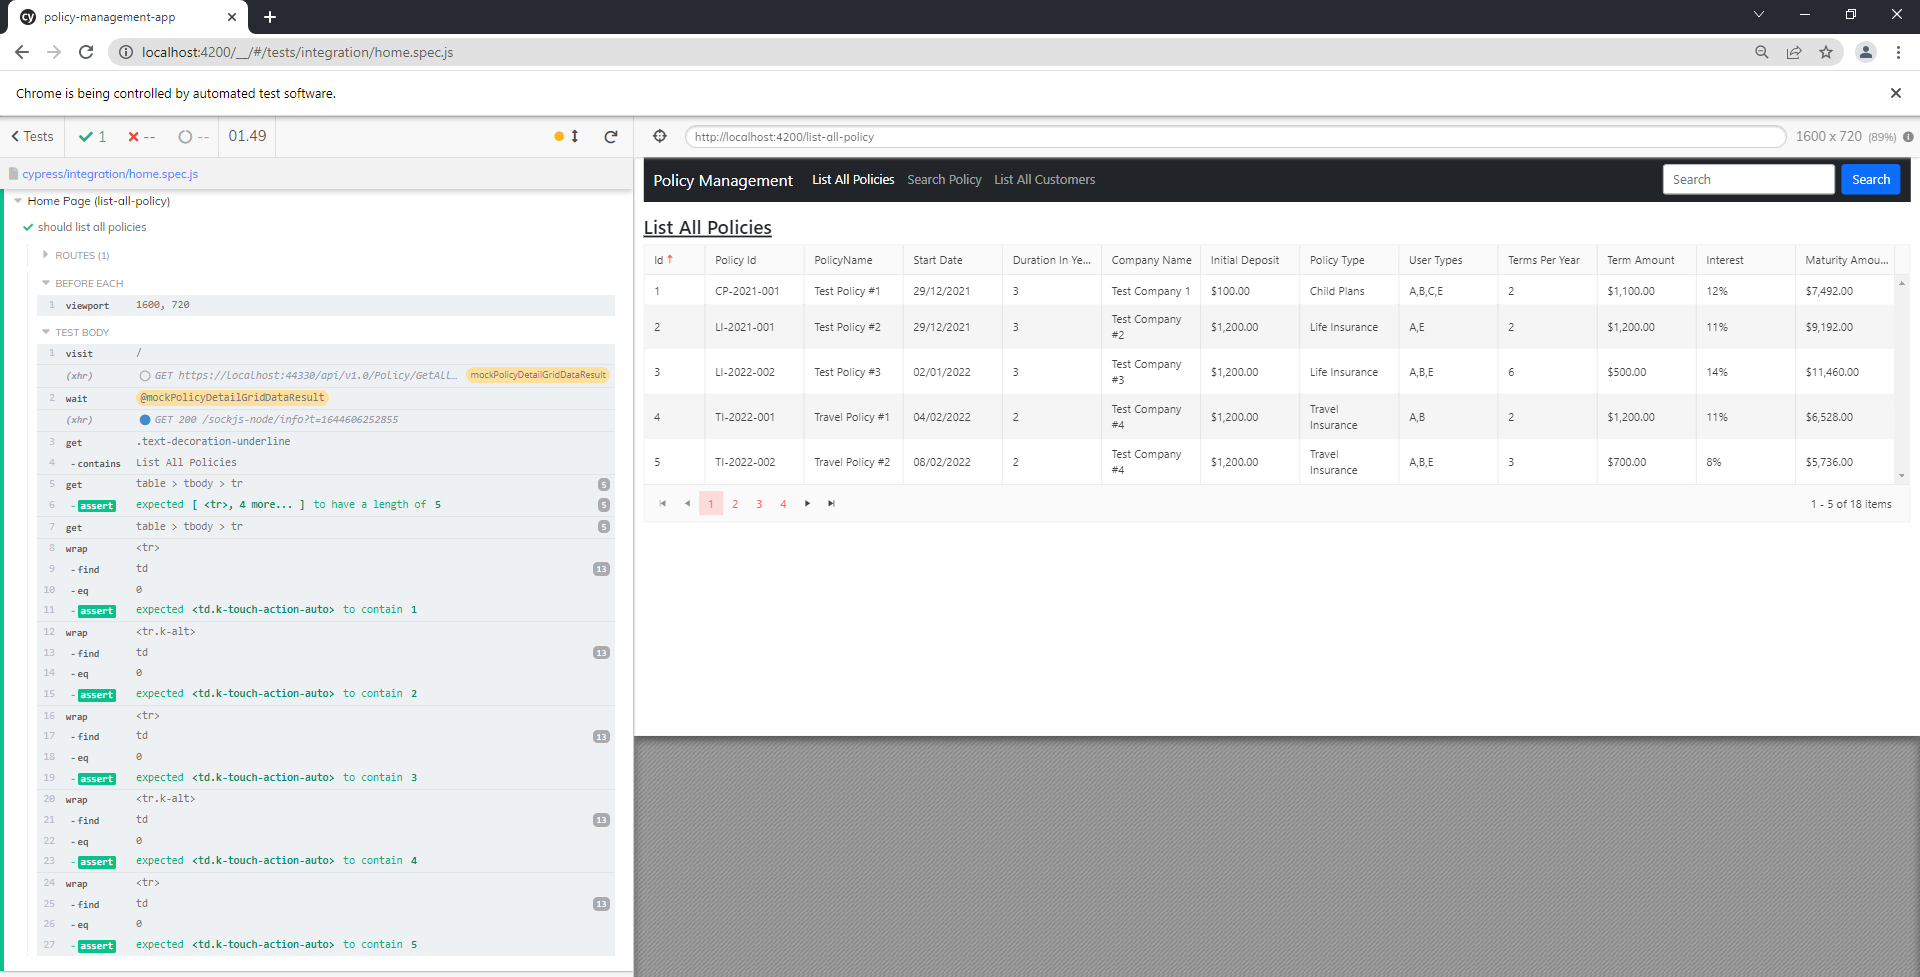 policy-management-app
localhost:4200/__/#/tests/integration/home.spec.js
Chrome is being controlled by automated test software.
Tests 1 -- -- 01.49
cypress/integration/home.spec.js
Home Page (list-all-policy)
should list all policies
ROUTES (1)
BEFORE EACH
1 viewport 1600, 720
TEST BODY
1 visit /
(xhr) GET https://localhost:44330/api/v1.0/Policy/GetAll... mockPolicyDetailGridDataResult
2 wait @mockPolicyDetailGridDataResult
(xhr) GET 200 /sockjs-node/info?t=1644606252855
3 get .text-decoration-underline
4 -contains List All Policies
5 get table > tbody > tr 5
6 -assert expected [ <tr>, 4 more... ] to have a length of 5 5
7 get table > tbody > tr 5
8 wrap <tr>
9 -find td 13
10 -eq 0
11 -assert expected <td.k-touch-action-auto> to contain 1
12 wrap <tr.k-alt>
13 -find td 13
14 -eq 0
15 -assert expected <td.k-touch-action-auto> to contain 2
16 wrap <tr>
17 -find td 13
18 -eq 0
19 -assert expected <td.k-touch-action-auto> to contain 3
20 wrap <tr.k-alt>
21 -find td 13
22 -eq 0
23 -assert expected <td.k-touch-action-auto> to contain 4
24 wrap <tr>
25 -find td 13
26 -eq 0
27 -assert expected <td.k-touch-action-auto> to contain 5
http://localhost:4200/list-all-policy 1600 x 720 (89%)
Policy Management List All Policies Search Policy List All Customers Search Search
List All Policies
Id Policy Id PolicyName Start Date Duration In Ye... Company Name Initial Deposit Policy Type User Types Terms Per Year Term Amount Interest Maturity Amou...
1 CP-2021-001 Test Policy #1 29/12/2021 3 Test Company 1 $100.00 Child Plans A,B,C,E 2 $1,100.00 12% $7,492.00
2 LI-2021-001 Test Policy #2 29/12/2021 3 Test Company #2 $1,200.00 Life Insurance A,E 2 $1,200.00 11% $9,192.00
3 LI-2022-002 Test Policy #3 02/01/2022 3 Test Company #3 $1,200.00 Life Insurance A,B,E 6 $500.00 14% $11,460.00
4 TI-2022-001 Travel Policy #1 04/02/2022 2 Test Company #4 $1,200.00 Travel Insurance A,B 2 $1,200.00 11% $6,528.00
5 TI-2022-002 Travel Policy #2 08/02/2022 2 Test Company #4 $1,200.00 Travel Insurance A,B,E 3 $700.00 8% $5,736.00
1 2 3 4 1 - 5 of 18 items